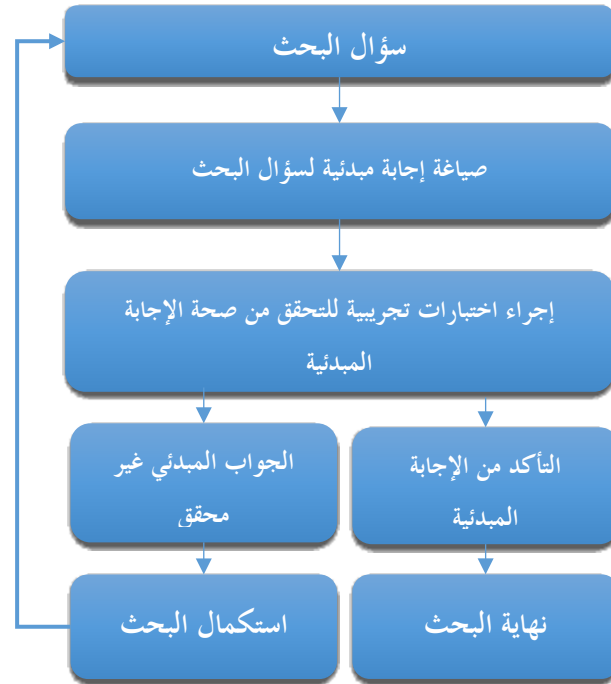 سؤال البحث
صياغة إجابة مبدئية لسؤال البحث
إجراء اختبارات تجريبية للتحقق من صحة الإجابة
المبدئية
التأكد من الإجابة
المبدئية
الجواب المبدئي غير
محقق
نهاية البحث
استكمال البحث